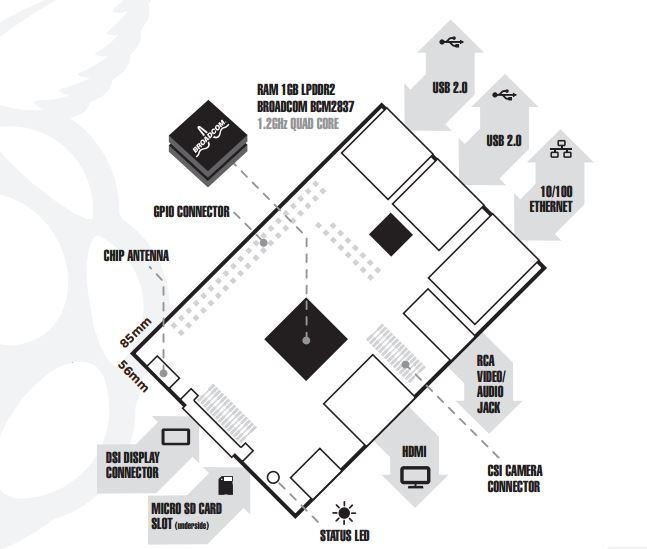 USB 2.0
RAM 1GB LPDDR2
BROADCOM BCM2837
1.2GHz QUAD CORE
BROADCOM
USB 2.0
10/100
ETHERNET
GPIO CONNECTOR
CHIP ANTENNA
85mm
56mm
RCA
VIDEO/
AUDIO
JACK
DSI DISPLAY
CONNECTOR
HDMI
CSI CAMERA
CONNECTOR
MICRO SD CARD
SLOT (underside)
STATUS LED